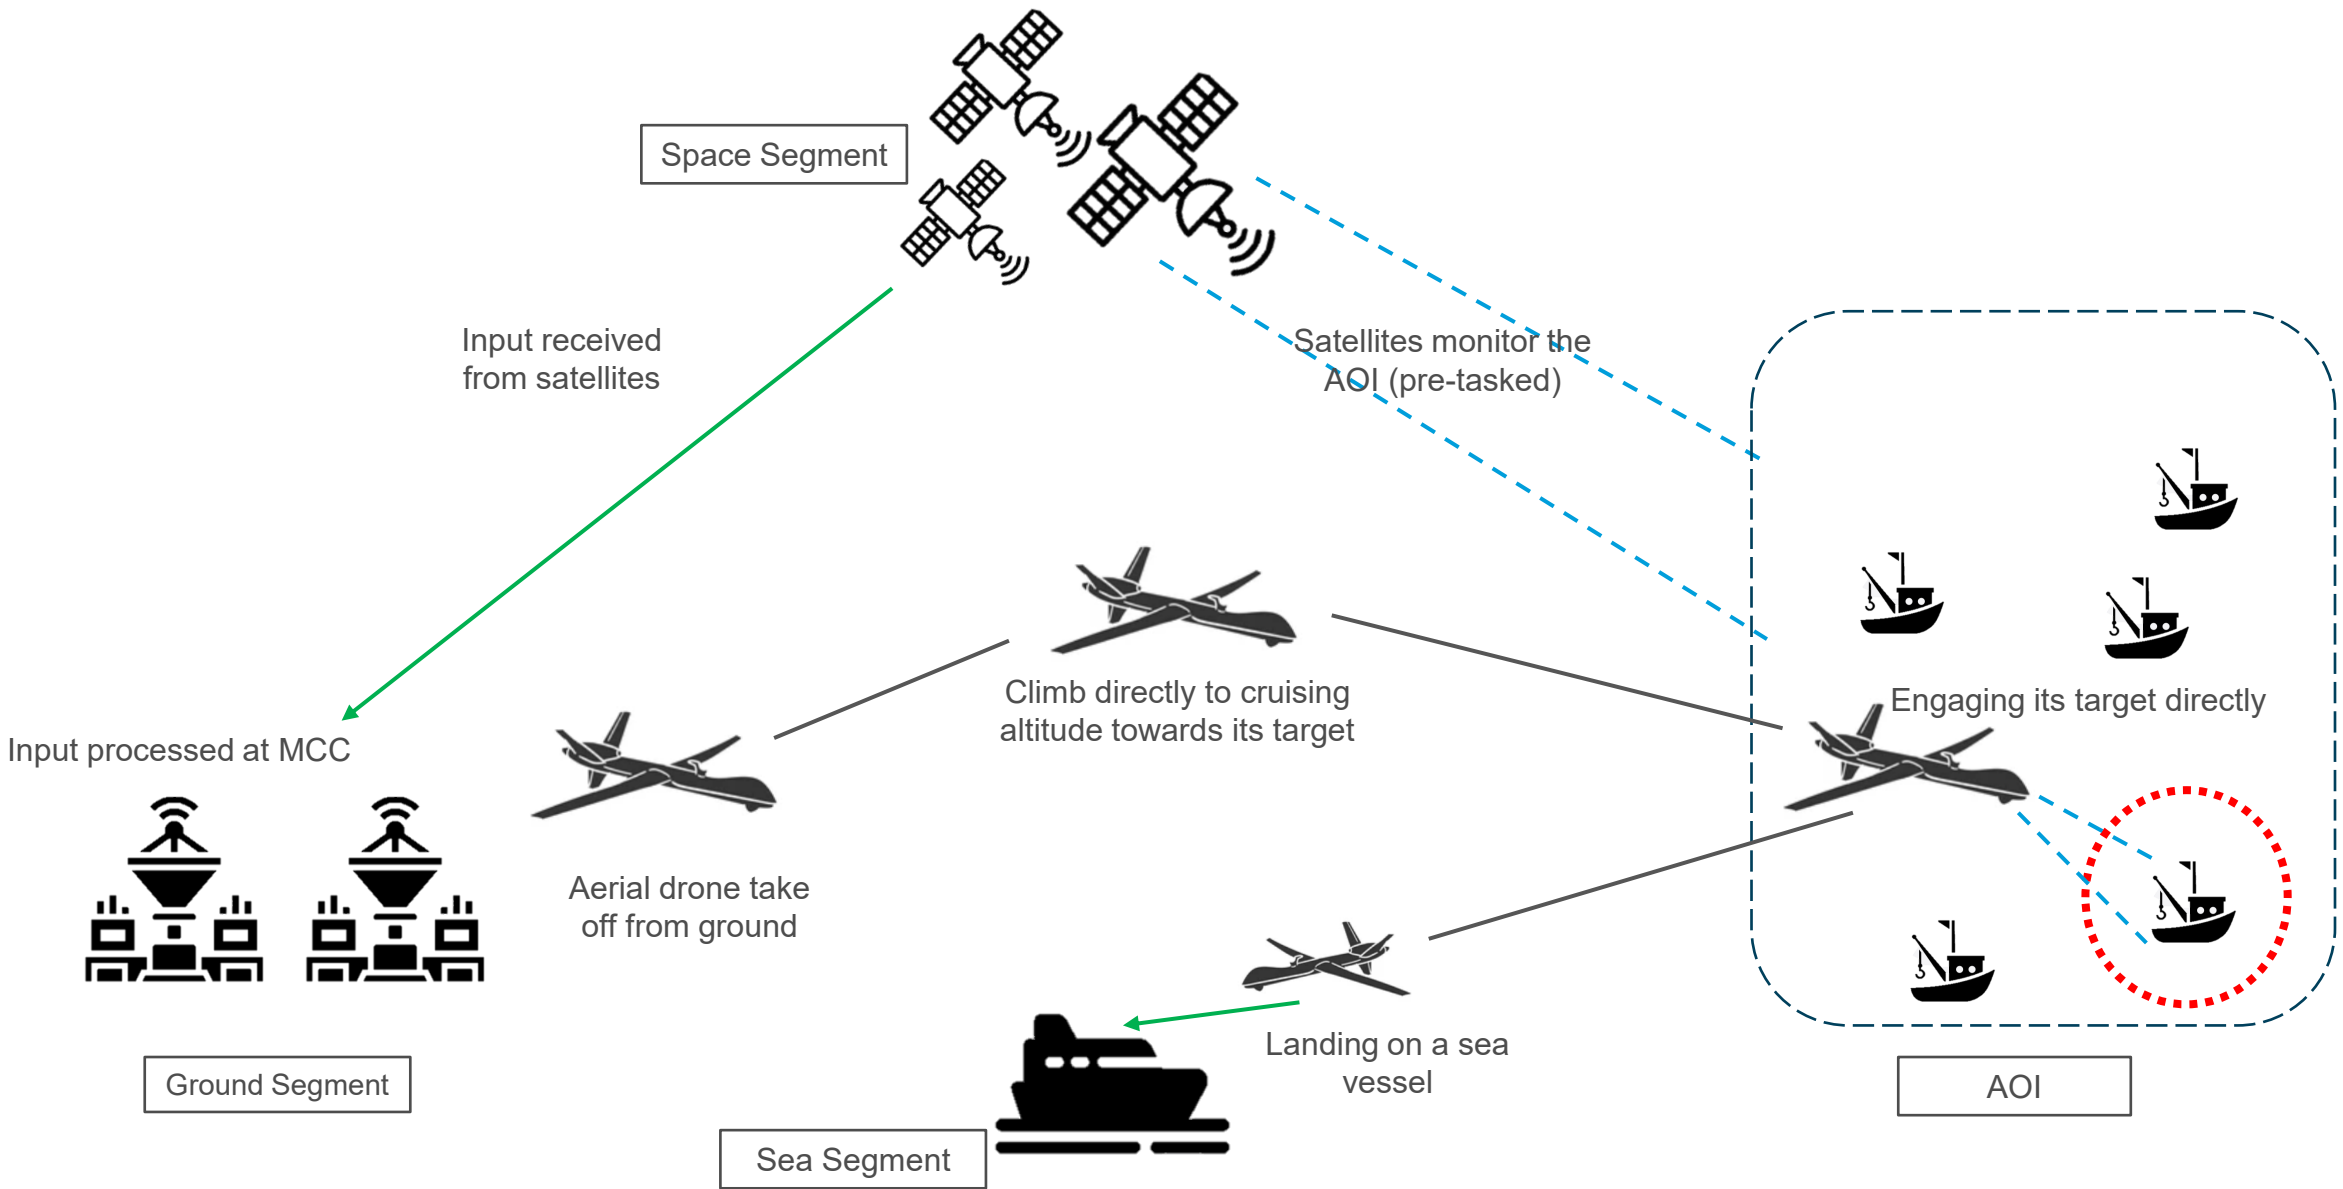 Space Segment
Input received
from satellites
Satellites monitor the
AOI (pre-tasked)
Climb directly to cruising
altitude towards its target
Engaging its target directly
Input processed at MCC
Aerial drone take
off from ground
Landing on a sea
vessel
Ground Segment
AOI
Sea Segment